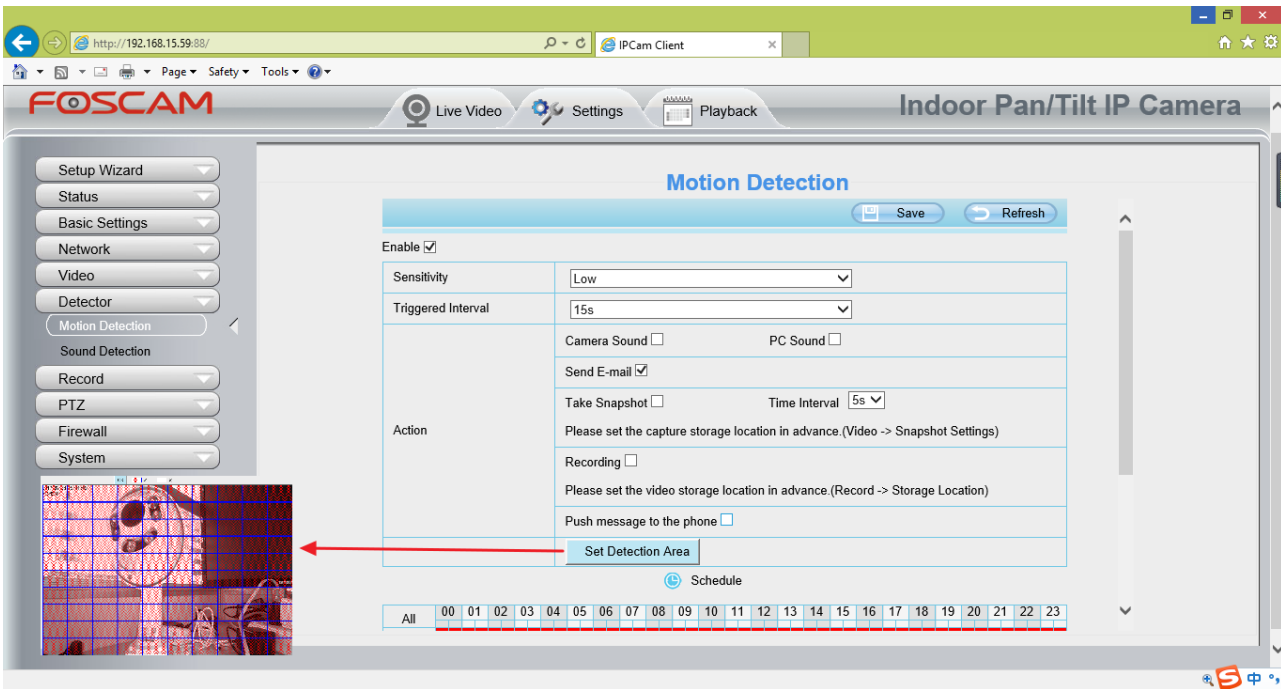 http://192.168.15.59:88/
IPCam Client
Page Safety Tools
FOSCAM
Live Video Settings Playback
Indoor Pan/Tilt IP Camera
Setup Wizard
Status
Basic Settings
Network
Video
Detector
Motion Detection
Sound Detection
Record
PTZ
Firewall
System
Motion Detection
Save Refresh
Enable
Sensitivity Low
Triggered Interval 15s
Action
Camera Sound PC Sound
Send E-mail
Take Snapshot Time Interval 5s
Please set the capture storage location in advance.(Video -> Snapshot Settings)
Recording
Please set the video storage location in advance.(Record -> Storage Location)
Push message to the phone
Set Detection Area
Schedule
All 00 01 02 03 04 05 06 07 08 09 10 11 12 13 14 15 16 17 18 19 20 21 22 23
中